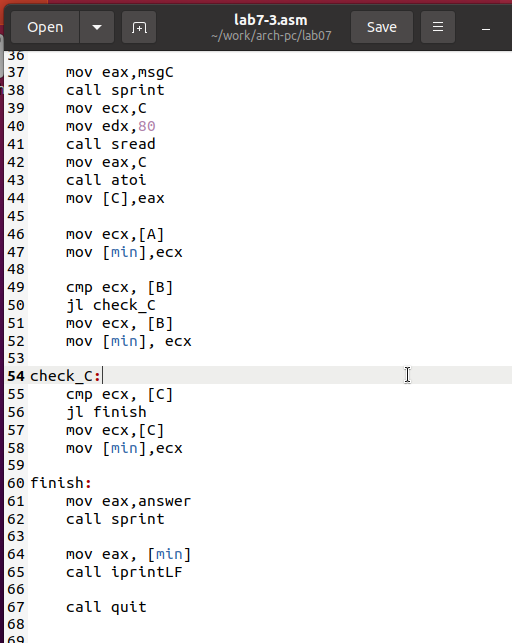 Open
lab7-3.asm
~/work/arch-pc/lab07
Save
36
37 mov eax,msgC
38 call sprint
39 mov ecx,C
40 mov edx,80
41 call sread
42 mov eax,C
43 call atoi
44 mov [C],eax
45
46 mov ecx,[A]
47 mov [min],ecx
48
49 cmp ecx, [B]
50 jl check_C
51 mov ecx, [B]
52 mov [min], ecx
53
54 check_C:
55 cmp ecx, [C]
56 jl finish
57 mov ecx,[C]
58 mov [min],ecx
59
60 finish:
61 mov eax,answer
62 call sprint
63
64 mov eax, [min]
65 call iprintLF
66
67 call quit
68
69